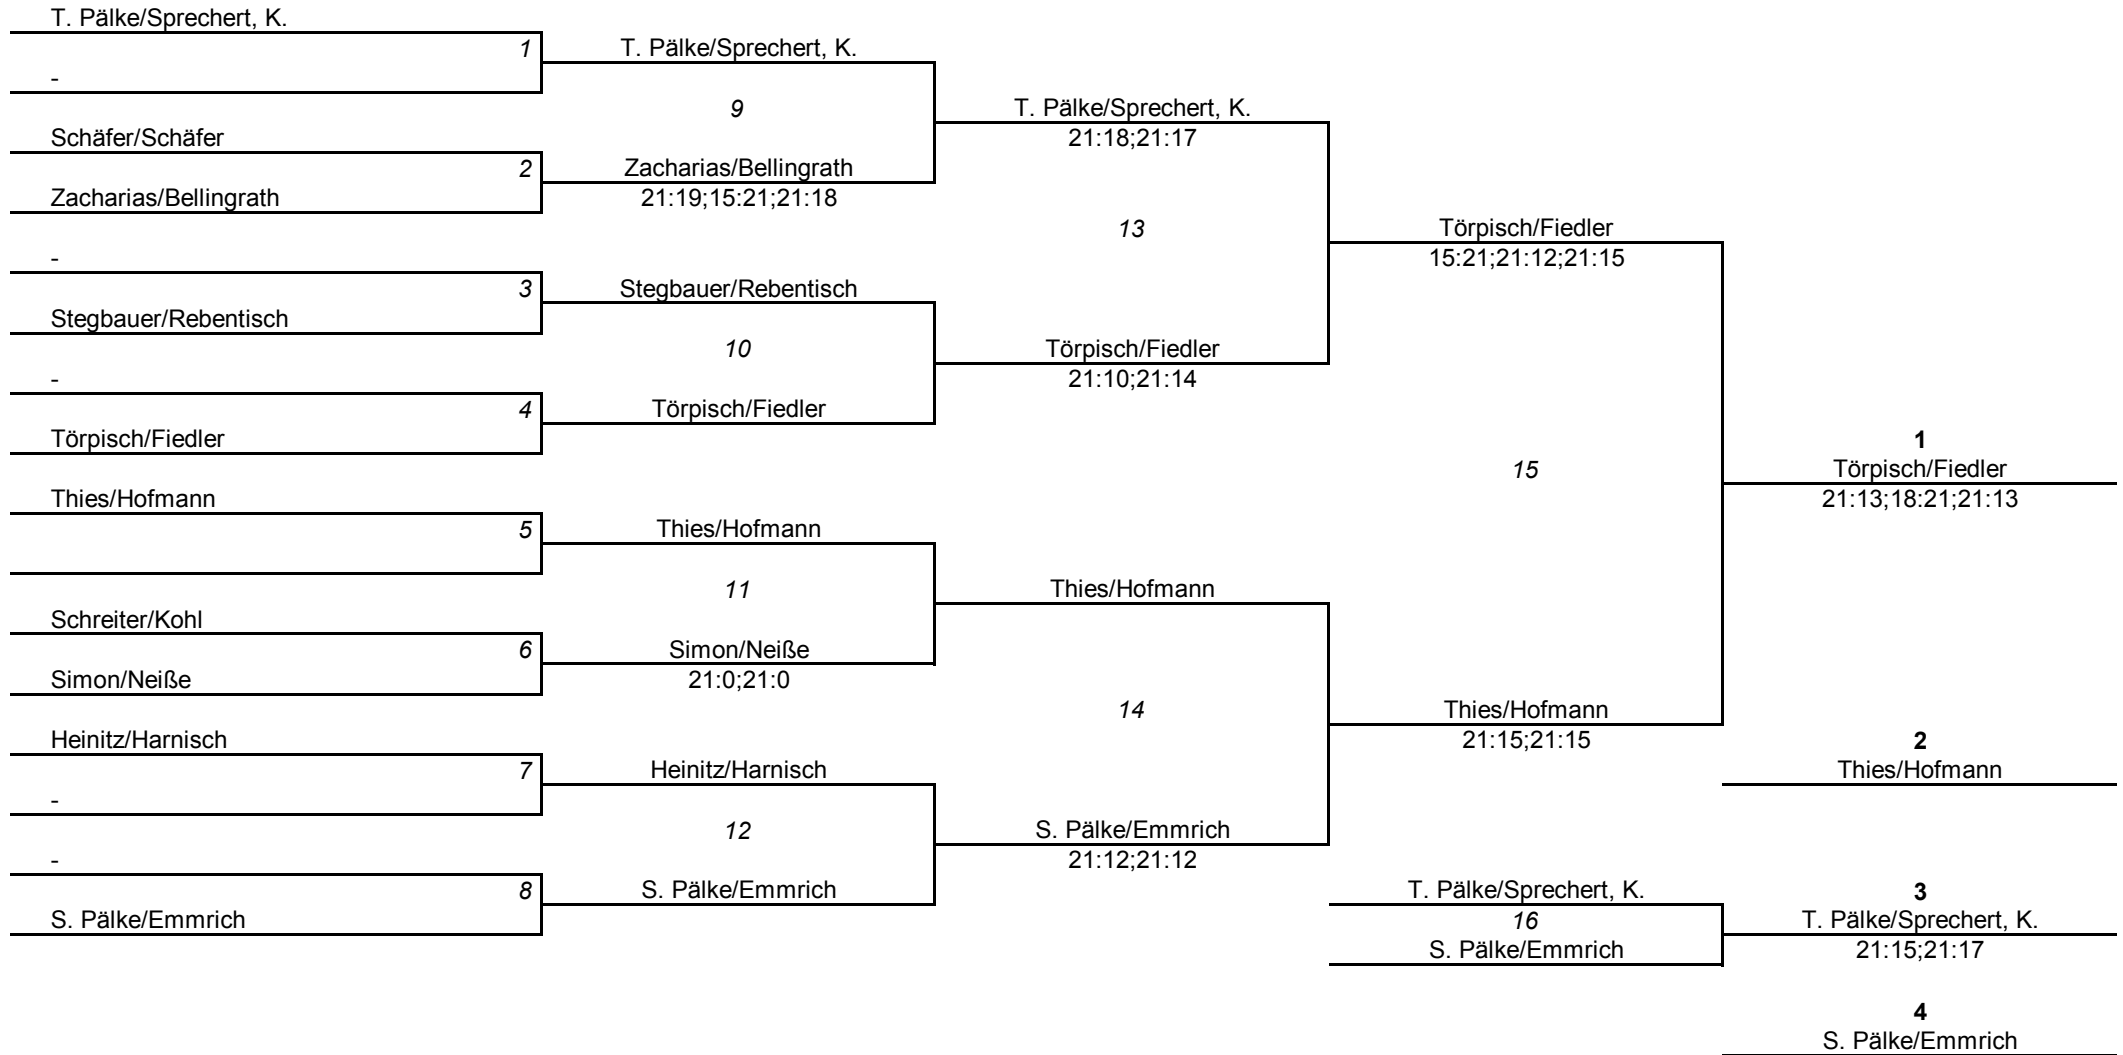 T. Pälke/Sprechert, K.
1
T. Pälke/Sprechert, K.
-
9
T. Pälke/Sprechert, K.
Schäfer/Schäfer
21:18;21:17
2
Zacharias/Bellingrath
Zacharias/Bellingrath
21:19;15:21;21:18
13
Törpisch/Fiedler
-
15:21;21:12;21:15
3
Stegbauer/Rebentisch
Stegbauer/Rebentisch
10
Törpisch/Fiedler
-
21:10;21:14
4
Törpisch/Fiedler
Törpisch/Fiedler
1
15
Törpisch/Fiedler
Thies/Hofmann
21:13;18:21;21:13
5
Thies/Hofmann
11
Thies/Hofmann
Schreiter/Kohl
6
Simon/Neiße
Simon/Neiße
21:0;21:0
14
Thies/Hofmann
Heinitz/Harnisch
21:15;21:15
2
7
Heinitz/Harnisch
Thies/Hofmann
-
12
S. Pälke/Emmrich
-
21:12;21:12
8
S. Pälke/Emmrich
T. Pälke/Sprechert, K.
3
S. Pälke/Emmrich
16
T. Pälke/Sprechert, K.
S. Pälke/Emmrich
21:15;21:17
4
S. Pälke/Emmrich